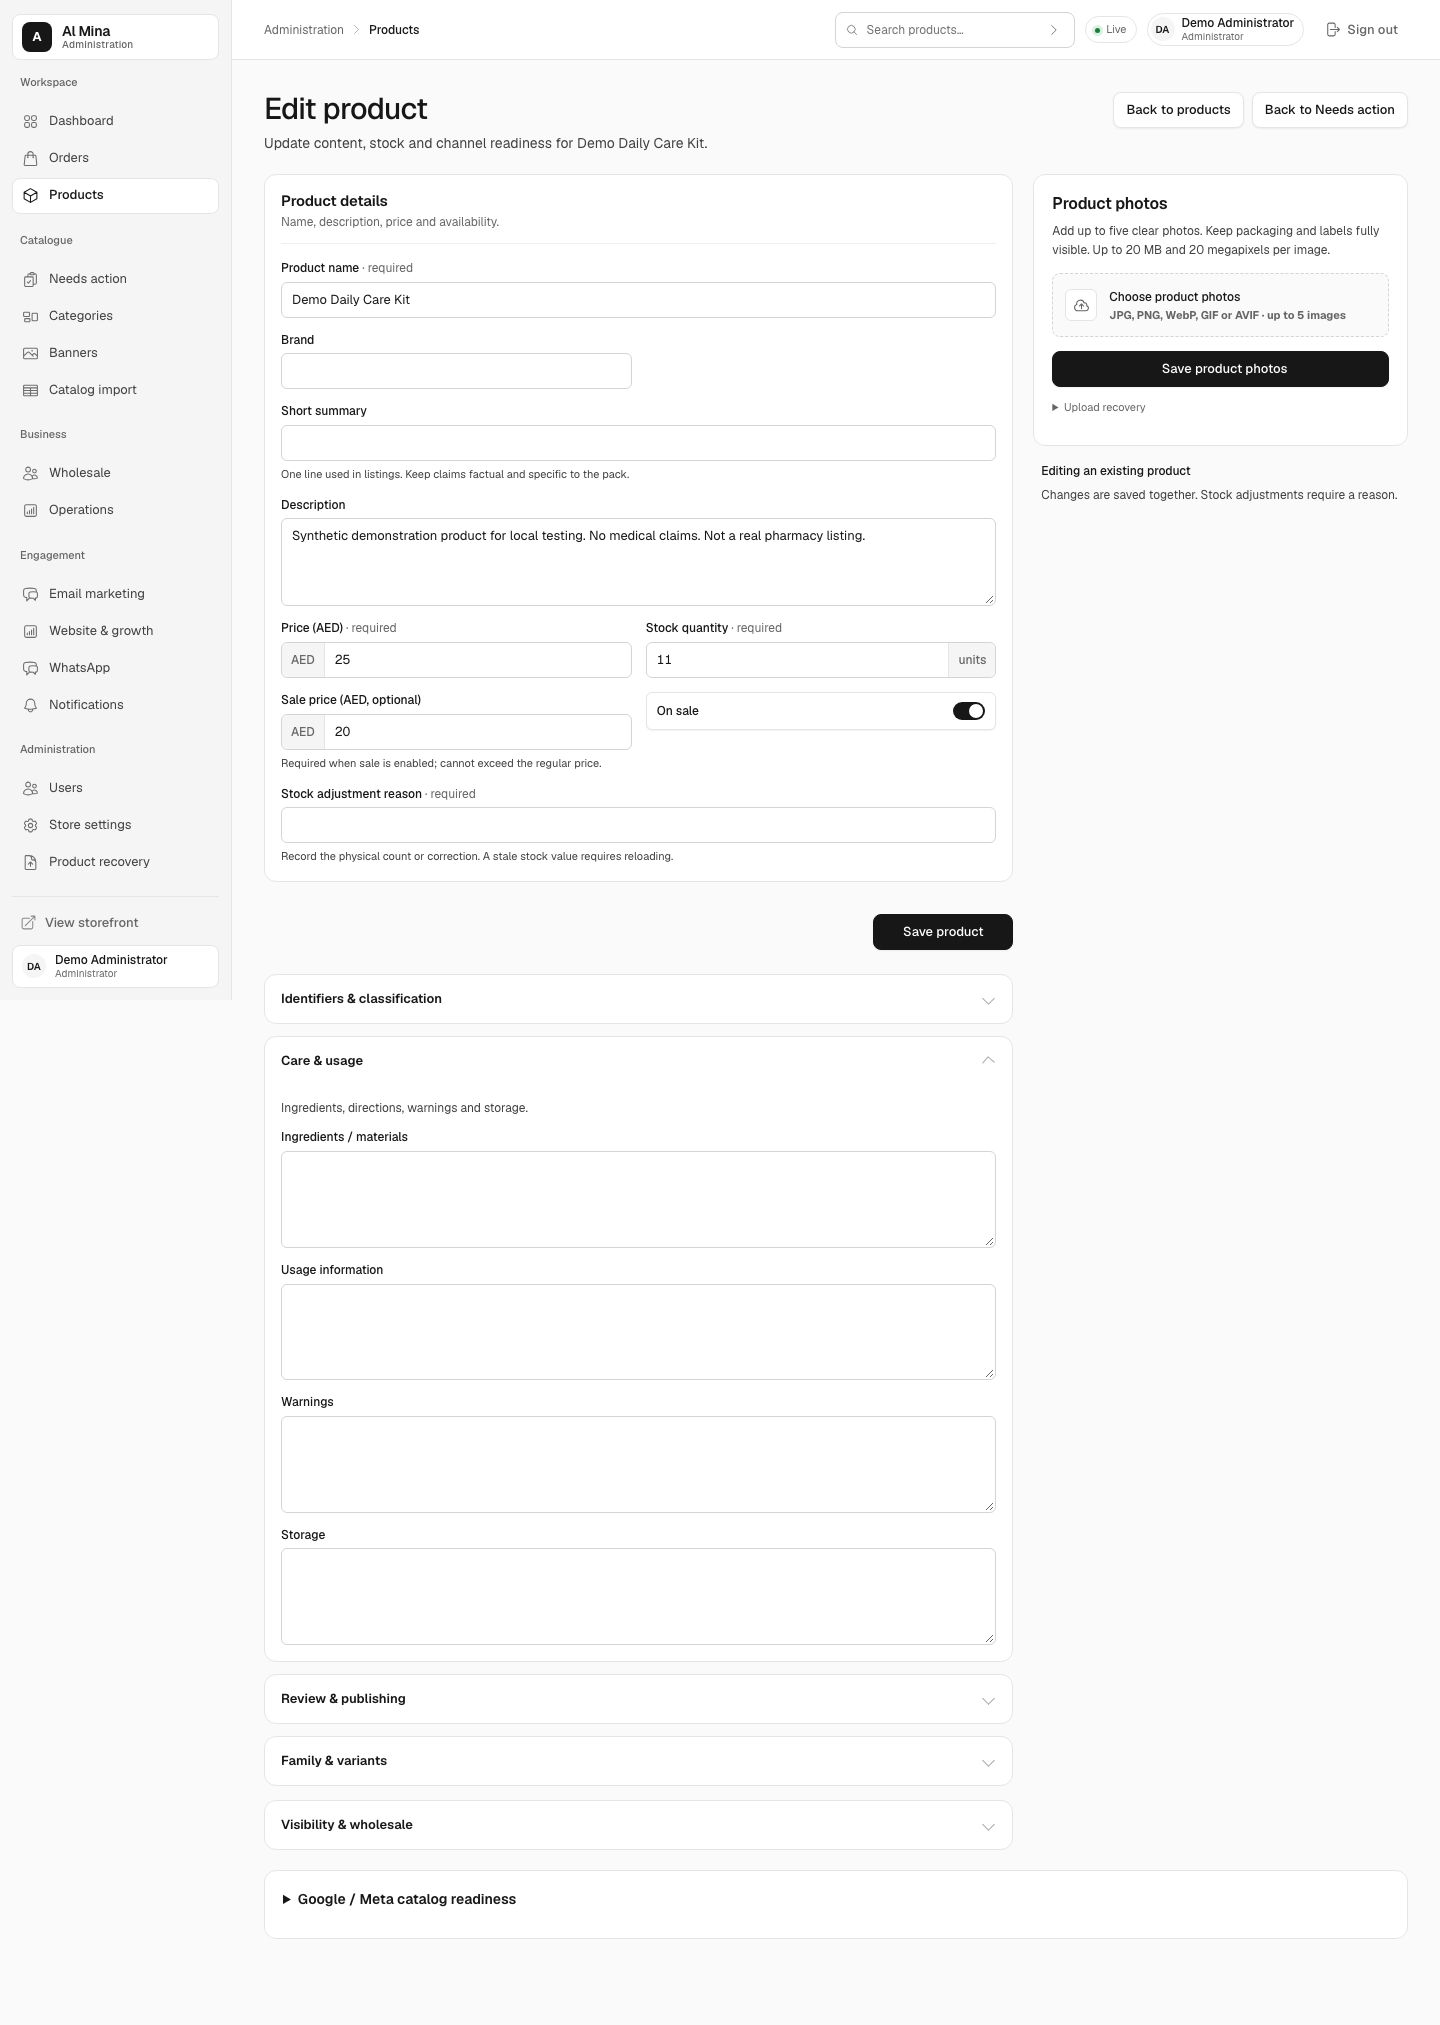 A
Al Mina
Administration
Workspace
Dashboard
Orders
Products
Catalogue
Needs action
Categories
Banners
Catalog import
Business
Wholesale
Operations
Engagement
Email marketing
Website & growth
WhatsApp
Notifications
Administration
Users
Store settings
Product recovery
View storefront
DA
Demo Administrator
Administrator
Administration
Products
Search products...
Live
DA
Demo Administrator
Administrator
Sign out
Edit product
Update content, stock and channel readiness for Demo Daily Care Kit.
Back to products
Back to Needs action
Product details
Name, description, price and availability.
Product name · required
Demo Daily Care Kit
Brand
Short summary
One line used in listings. Keep claims factual and specific to the pack.
Description
Synthetic demonstration product for local testing. No medical claims. Not a real pharmacy listing.
Price (AED) · required
AED
25
Stock quantity · required
11
units
Sale price (AED, optional)
AED
20
Required when sale is enabled; cannot exceed the regular price.
On sale
Stock adjustment reason · required
Record the physical count or correction. A stale stock value requires reloading.
Save product
Identifiers & classification
Care & usage
Ingredients, directions, warnings and storage.
Ingredients / materials
Usage information
Warnings
Storage
Review & publishing
Family & variants
Visibility & wholesale
Google / Meta catalog readiness
Product photos
Add up to five clear photos. Keep packaging and labels fully
visible. Up to 20 MB and 20 megapixels per image.
Choose product photos
JPG, PNG, WebP, GIF or AVIF · up to 5 images
Save product photos
Upload recovery
Editing an existing product
Changes are saved together. Stock adjustments require a reason.